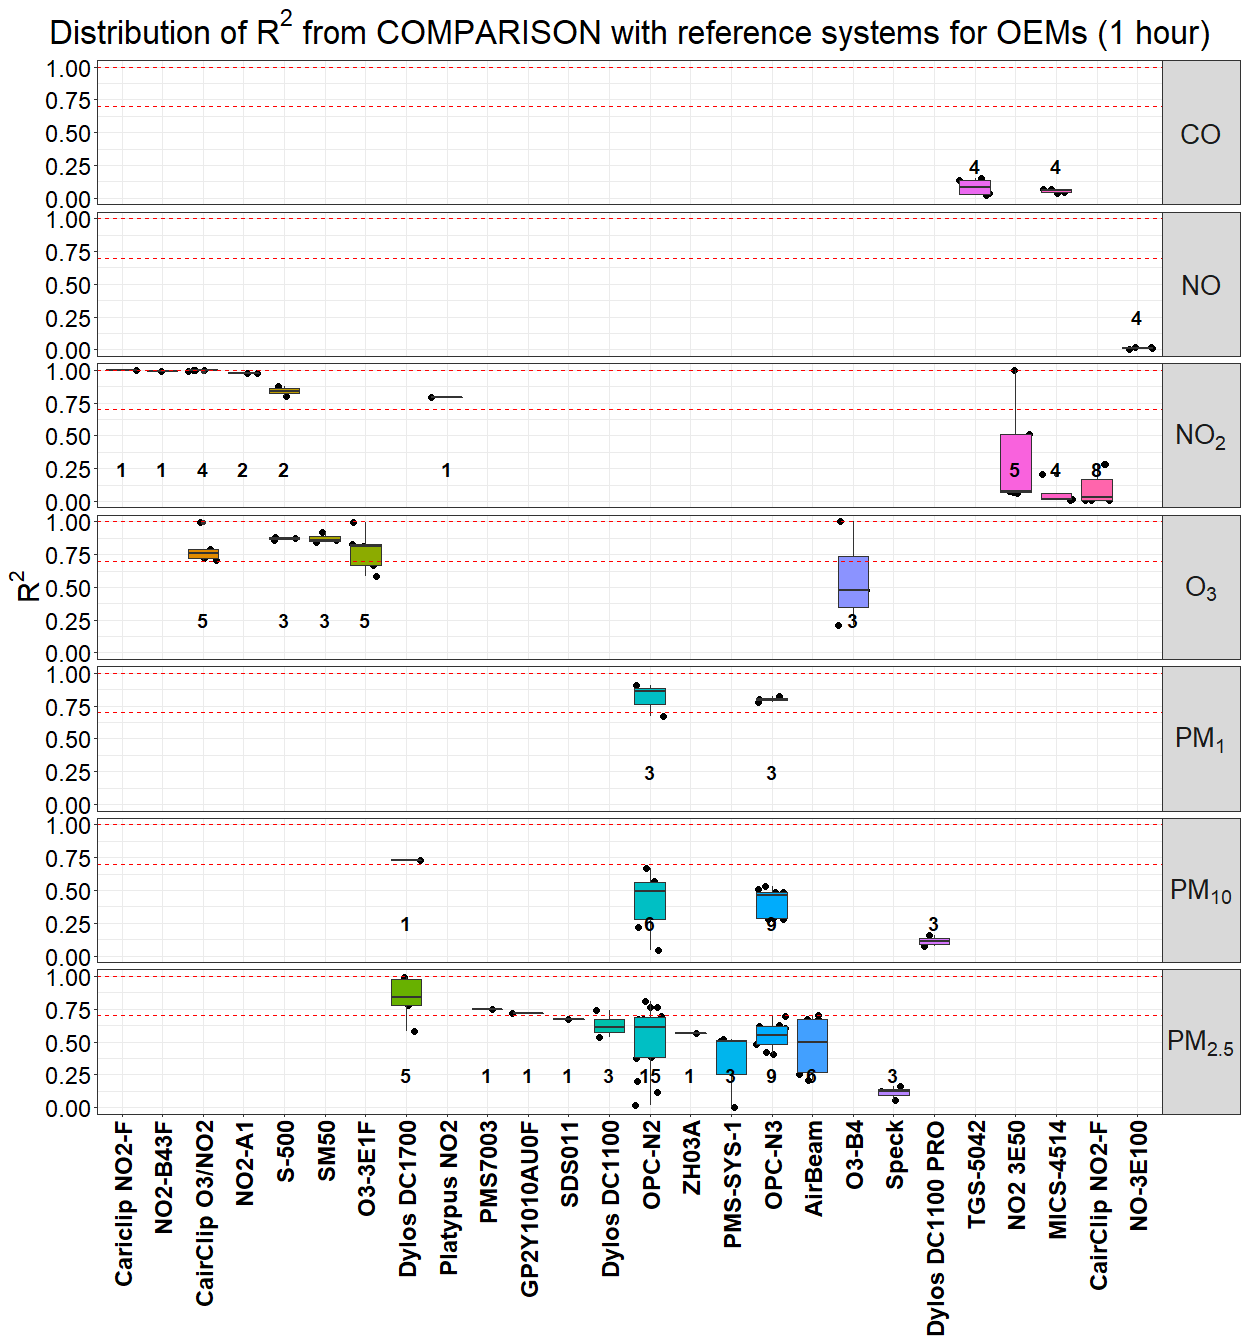 Distribution of R² from COMPARISON with reference systems for OEMs (1 hour)
R²
1.00
0.75
0.50
0.25
0.00
4 4
CO
1.00
0.75
0.50
0.25
0.00
4
NO
1.00
0.75
0.50
0.25
0.00
1 1 4 2 2 1 5 4 8
NO₂
1.00
0.75
0.50
0.25
0.00
5 3 3 5 3
O₃
1.00
0.75
0.50
0.25
0.00
3 3
PM₁
1.00
0.75
0.50
0.25
0.00
1 6 9 3
PM₁₀
1.00
0.75
0.50
0.25
0.00
5 1 1 1 3 15 1 3 9 6 3
PM₂.₅
Cariclip NO2-F
NO2-B43F
CairClip O3/NO2
NO2-A1
S-500
SM50
O3-3E1F
Dylos DC1700
Platypus NO2
PMS7003
GP2Y1010AU0F
SDS011
Dylos DC1100
OPC-N2
ZH03A
PMS-SYS-1
OPC-N3
AirBeam
O3-B4
Speck
Dylos DC1100 PRO
TGS-5042
NO2 3E50
MICS-4514
CairClip NO2-F
NO-3E100